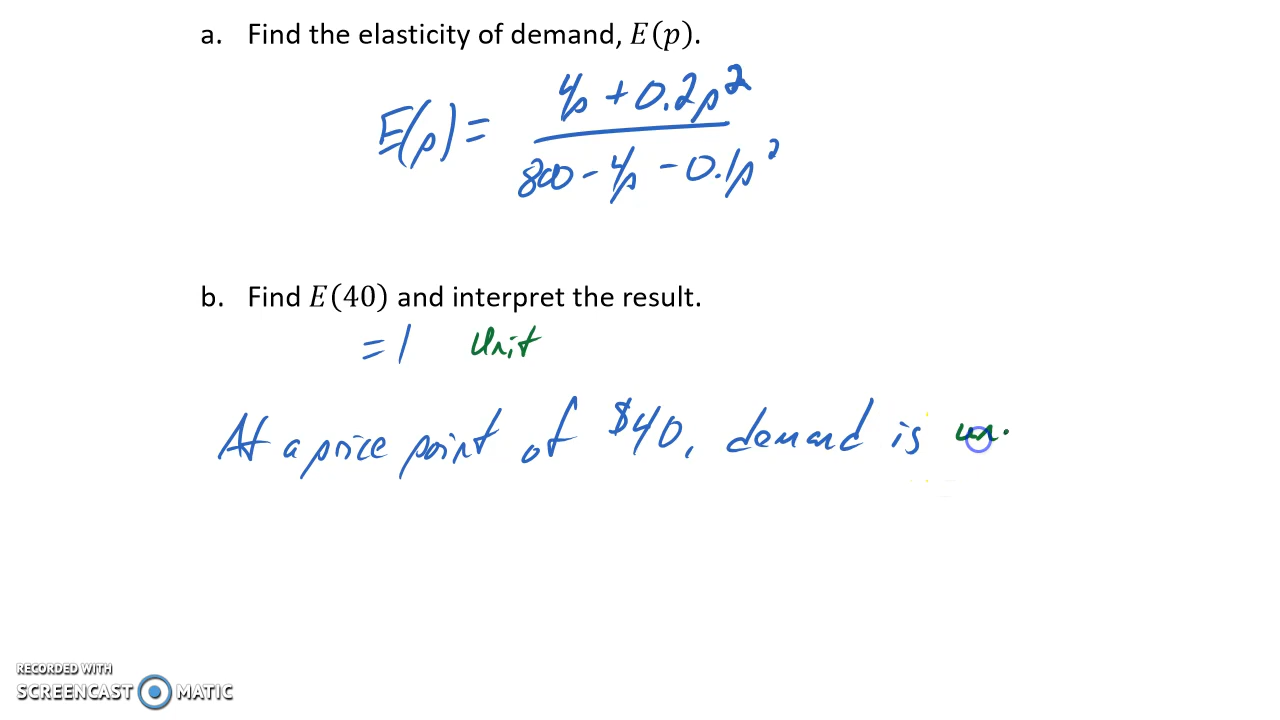 a. Find the elasticity of demand, E(p).
E(p) = (4p + 0.2p²) / (800 - 4p - 0.1p²)
b. Find E(40) and interpret the result.
= 1 Unit
At a price point of $40, demand is un.
RECORDED WITH
SCREENCAST MATIC